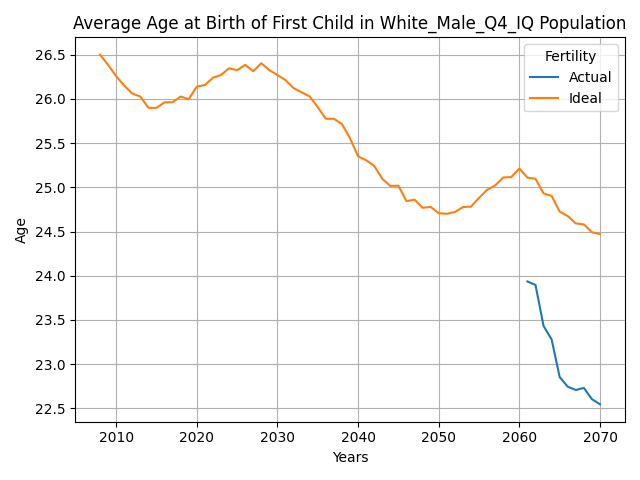 Average Age at Birth of First Child in White_Male_Q4_IQ Population
Fertility
Actual
Ideal
26.5
26.0
25.5
25.0
24.5
24.0
23.5
23.0
22.5
Age
2010 2020 2030 2040 2050 2060 2070
Years